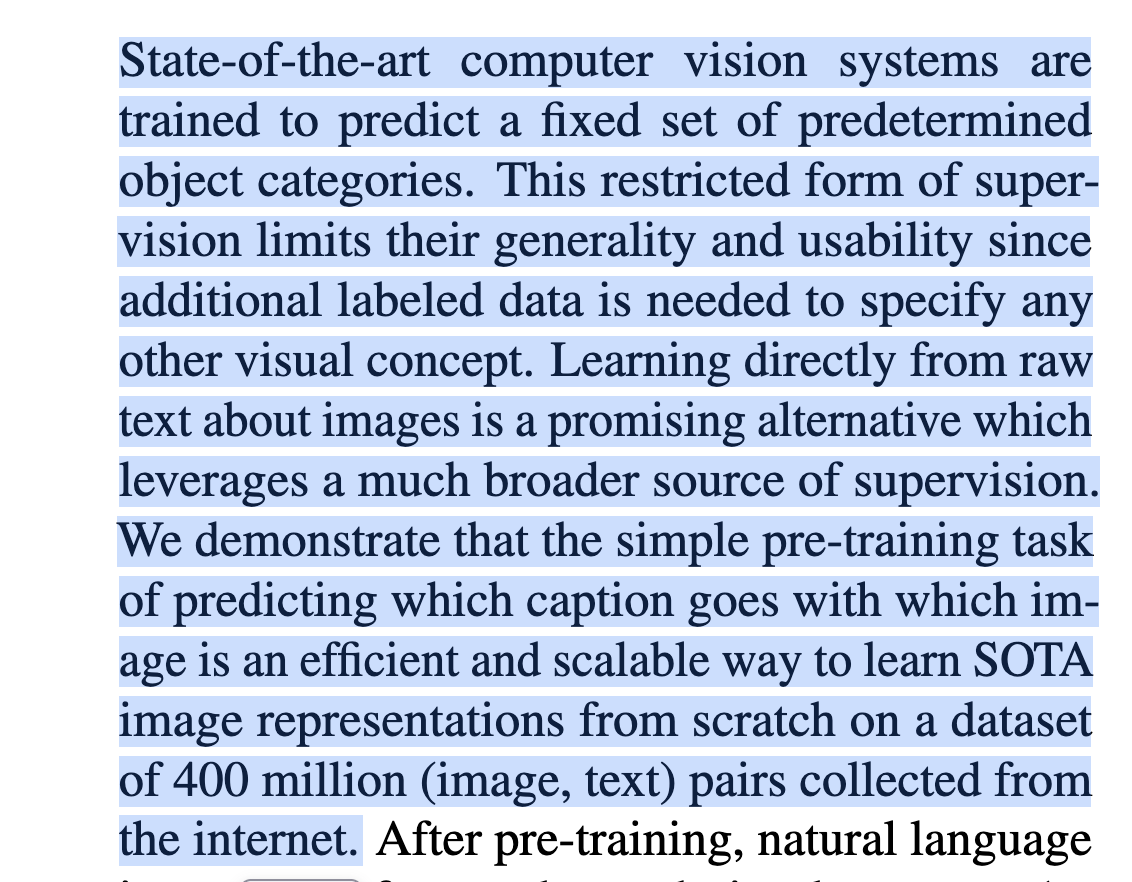 State-of-the-art computer vision systems are
trained to predict a fixed set of predetermined
object categories. This restricted form of super-
vision limits their generality and usability since
additional labeled data is needed to specify any
other visual concept. Learning directly from raw
text about images is a promising alternative which
leverages a much broader source of supervision.
We demonstrate that the simple pre-training task
of predicting which caption goes with which im-
age is an efficient and scalable way to learn SOTA
image representations from scratch on a dataset
of 400 million (image, text) pairs collected from
the internet. After pre-training, natural language